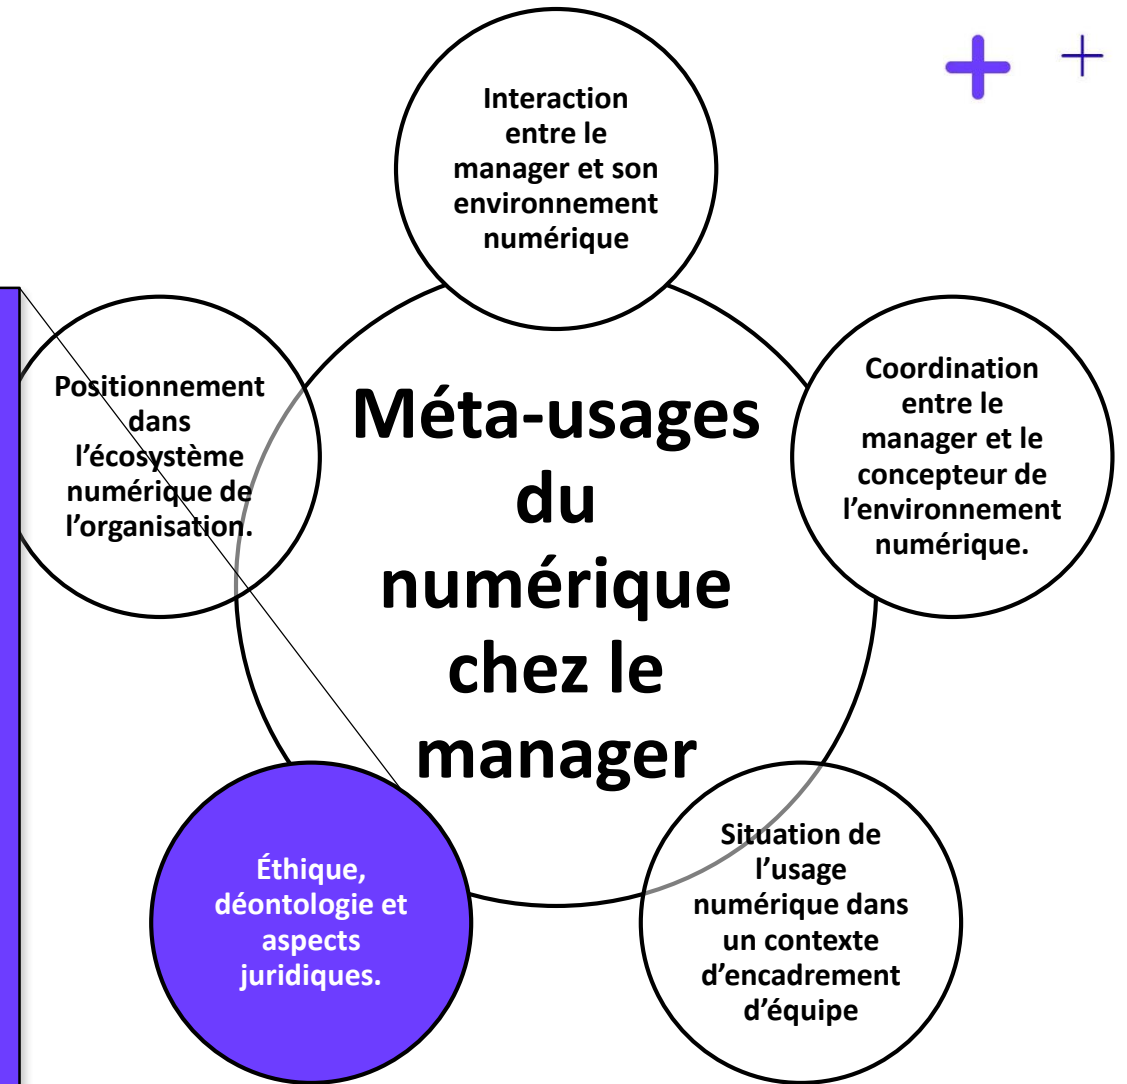 Interaction
entre le
manager et son
environnement
numérique
Positionnement
dans
l’écosystème
numérique de
l’organisation.
Méta-usages
du
numérique
chez le
manager
Coordination
entre le
manager et le
concepteur de
l’environnement
numérique.
Éthique,
déontologie et
aspects
juridiques.
Situation de
l’usage
numérique dans
un contexte
d’encadrement
d’équipe